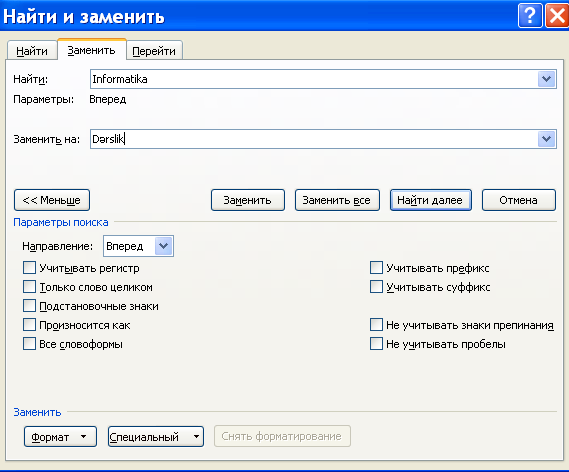 Найти и заменить
Найти Заменить Перейти
Найти: Informatika
Параметры: Вперед
Заменить на: Dərslik
<< Меньше Заменить Заменить все Найти далее Отмена
Параметры поиска
Направление: Вперед
Учитывать регистр Учитывать префикс
Только слово целиком Учитывать суффикс
Подстановочные знаки
Произносится как Не учитывать знаки препинания
Все словоформы Не учитывать пробелы
Заменить
Формат Специальный Снять форматирование